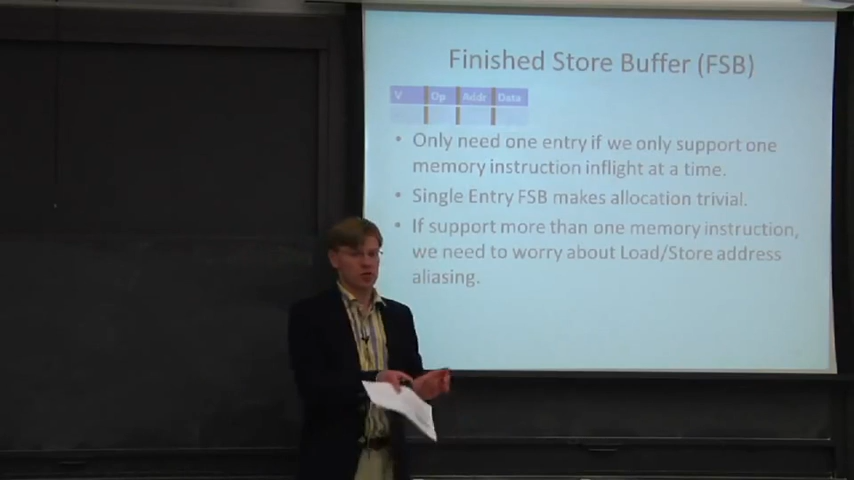 Finished Store Buffer (FSB)
V Op Addr Data
• Only need one entry if we only support one
memory instruction inflight at a time.
• Single Entry FSB makes allocation trivial.
• If support more than one memory instruction,
we need to worry about Load/Store address
aliasing.